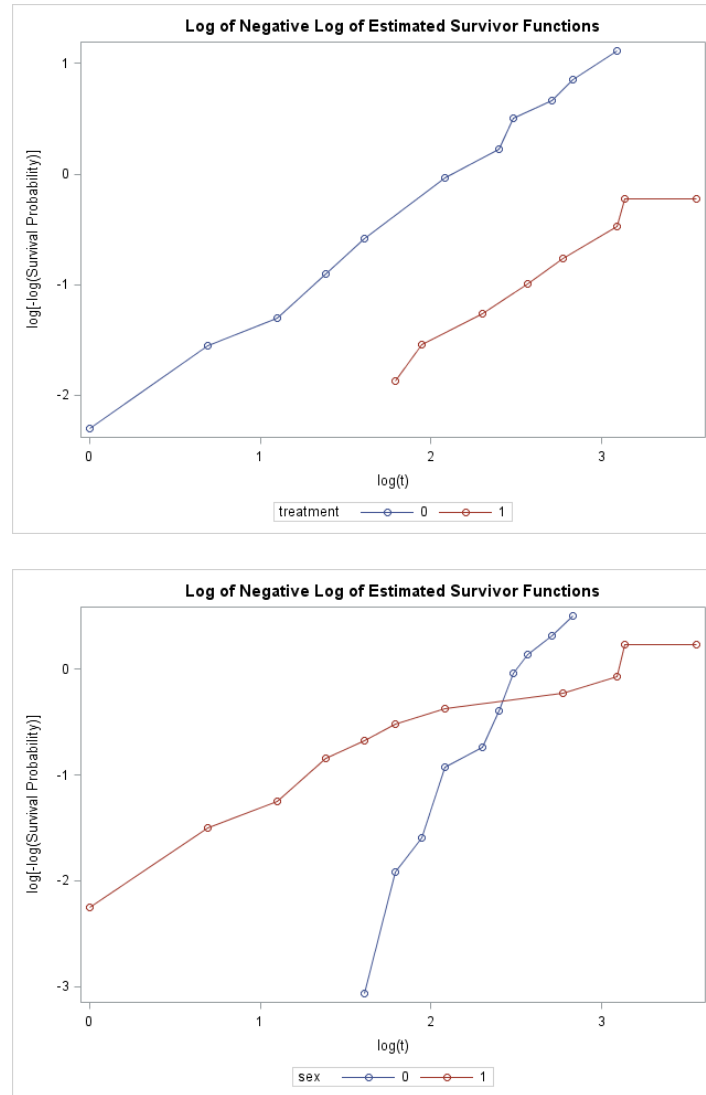 Log of Negative Log of Estimated Survivor Functions
1
0
-1
-2
log[-log(Survival Probability)]
0 1 2 3
log(t)
treatment 0 1
Log of Negative Log of Estimated Survivor Functions
0
-1
-2
-3
log[-log(Survival Probability)]
0 1 2 3
log(t)
sex 0 1